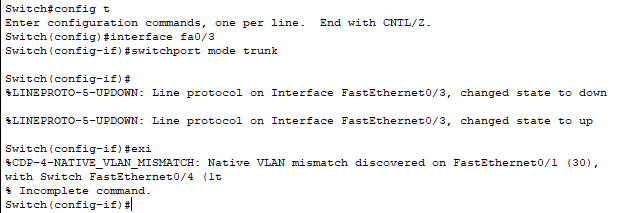 Switch#config t
Enter configuration commands, one per line.  End with CNTL/Z.
Switch(config)#interface fa0/3
Switch(config-if)#switchport mode trunk
Switch(config-if)#
%LINEPROTO-5-UPDOWN: Line protocol on Interface FastEthernet0/3, changed state to down
%LINEPROTO-5-UPDOWN: Line protocol on Interface FastEthernet0/3, changed state to up
Switch(config-if)#exi
%CDP-4-NATIVE_VLAN_MISMATCH: Native VLAN mismatch discovered on FastEthernet0/1 (30),
with Switch FastEthernet0/4 (1t
% Incomplete command.
Switch(config-if)#